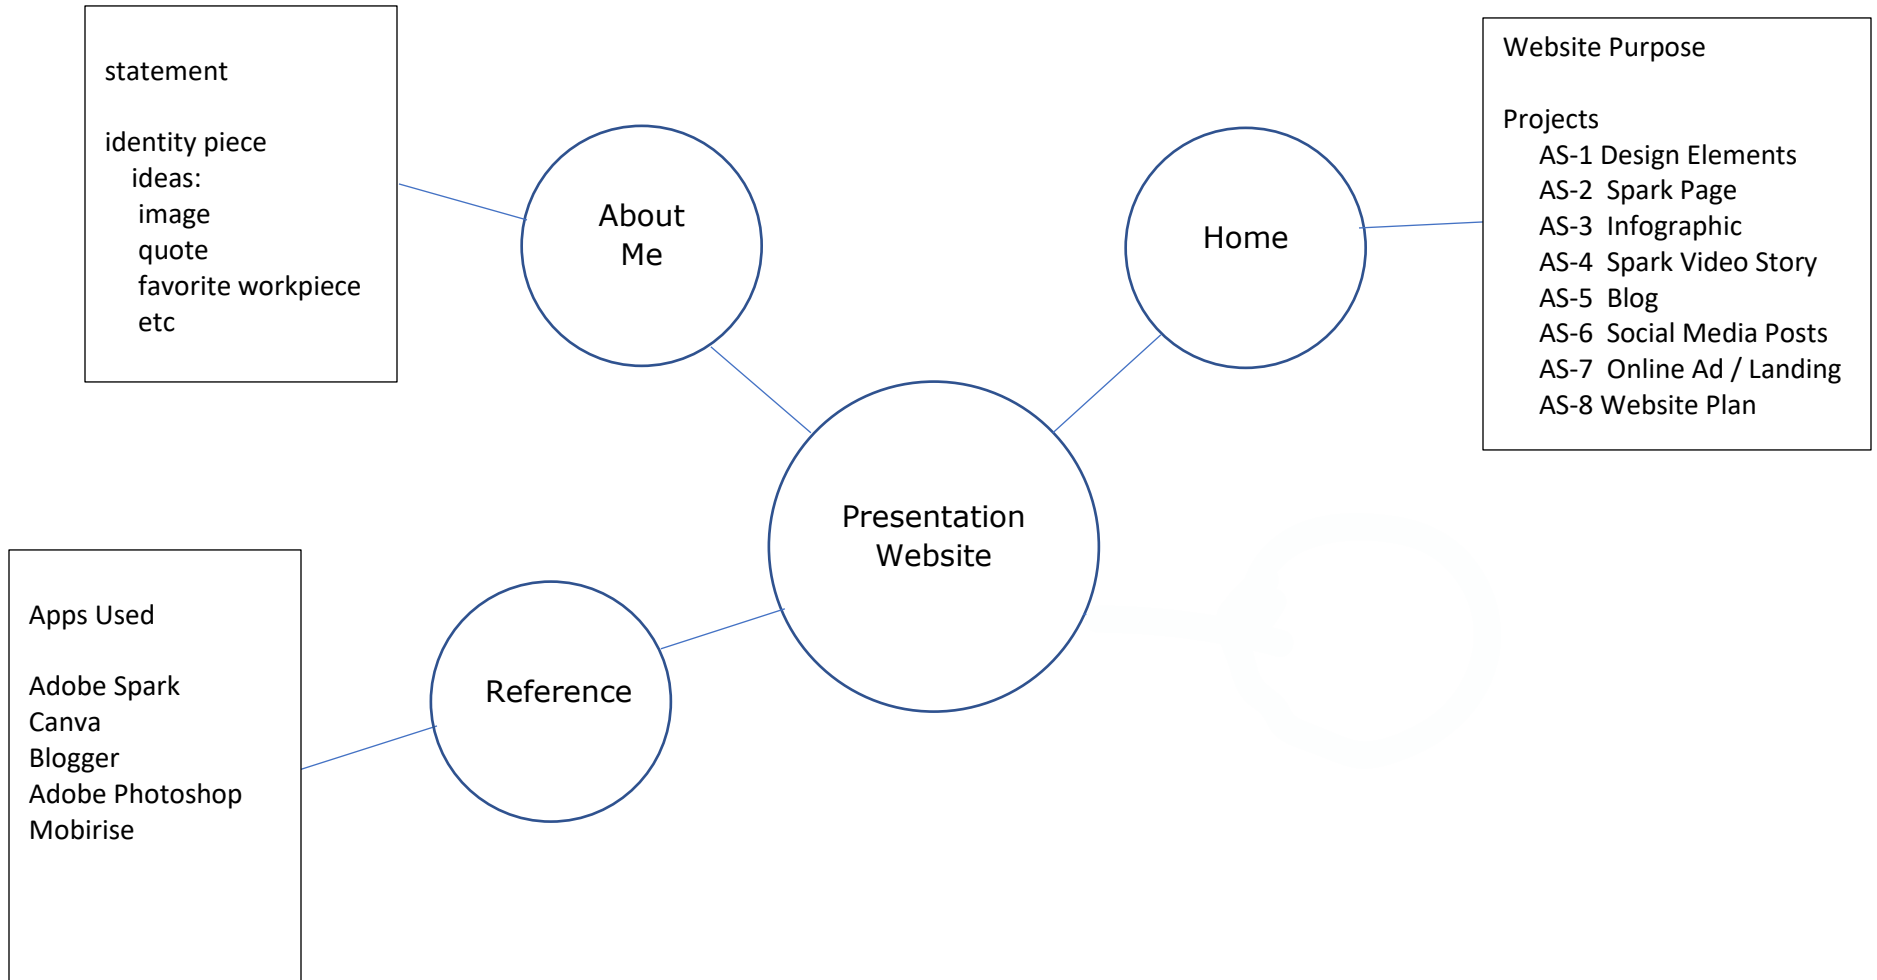 statement
identity piece
ideas:
image
quote
favorite workpiece
etc
About
Me
Home
Website Purpose
Projects
AS-1 Design Elements
AS-2  Spark Page
AS-3  Infographic
AS-4  Spark Video Story
AS-5  Blog
AS-6  Social Media Posts
AS-7  Online Ad / Landing
AS-8 Website Plan
Presentation
Website
Reference
Apps Used
Adobe Spark
Canva
Blogger
Adobe Photoshop
Mobirise